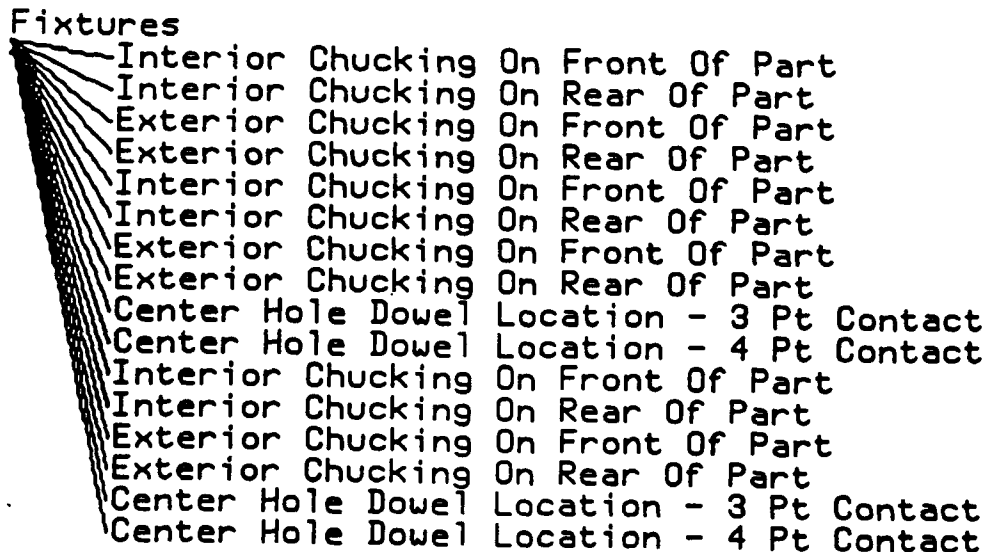 Fixtures
Interior Chucking On Front Of Part
Interior Chucking On Rear Of Part
Exterior Chucking On Front Of Part
Exterior Chucking On Rear Of Part
Interior Chucking On Front Of Part
Interior Chucking On Rear Of Part
Exterior Chucking On Front Of Part
Exterior Chucking On Rear Of Part
Center Hole Dowel Location - 3 Pt Contact
Center Hole Dowel Location - 4 Pt Contact
Interior Chucking On Front Of Part
Interior Chucking On Rear Of Part
Exterior Chucking On Front Of Part
Exterior Chucking On Rear Of Part
Center Hole Dowel Location - 3 Pt Contact
Center Hole Dowel Location - 4 Pt Contact